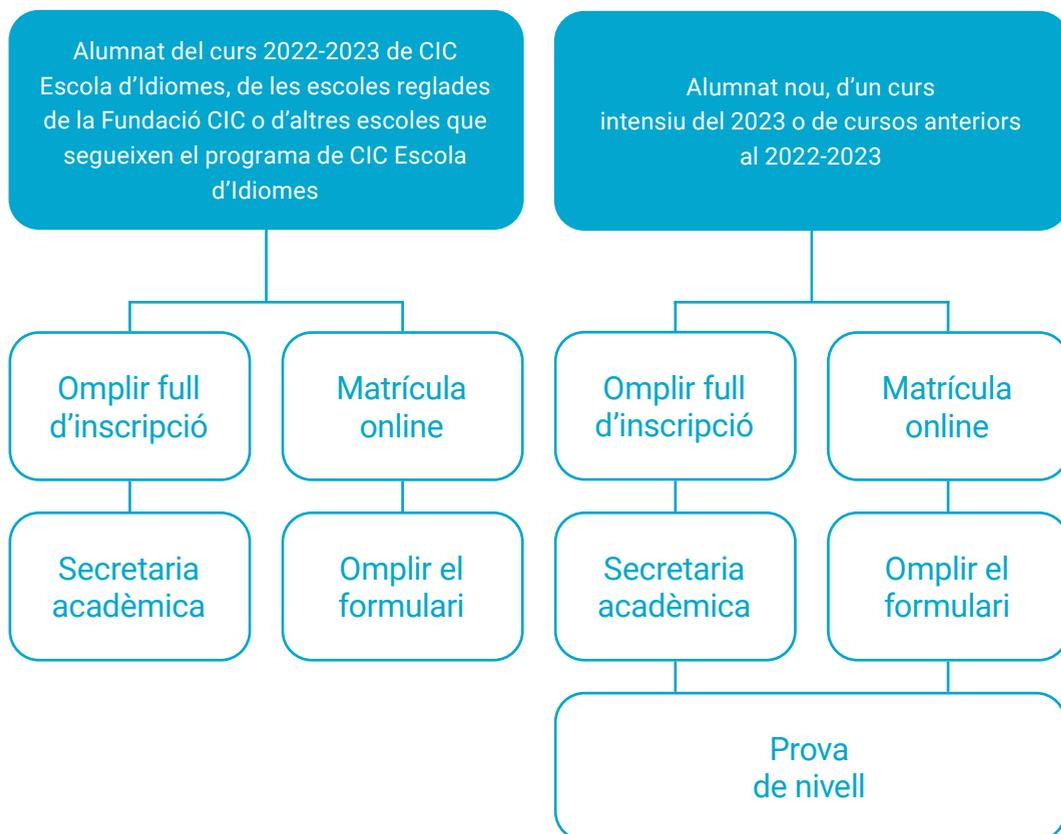 Alumnat del curs 2022-2023 de CIC
Escola d’Idiomes, de les escoles reglades
de la Fundació CIC o d’altres escoles que
segueixen el programa de CIC Escola
d’Idiomes
Alumnat nou, d’un curs
intensiu del 2023 o de cursos anteriors
al 2022-2023
Omplir full
d’inscripció
Matrícula
online
Omplir full
d’inscripció
Matrícula
online
Secretaria
acadèmica
Omplir el
formulari
Secretaria
acadèmica
Omplir el
formulari
Prova
de nivell